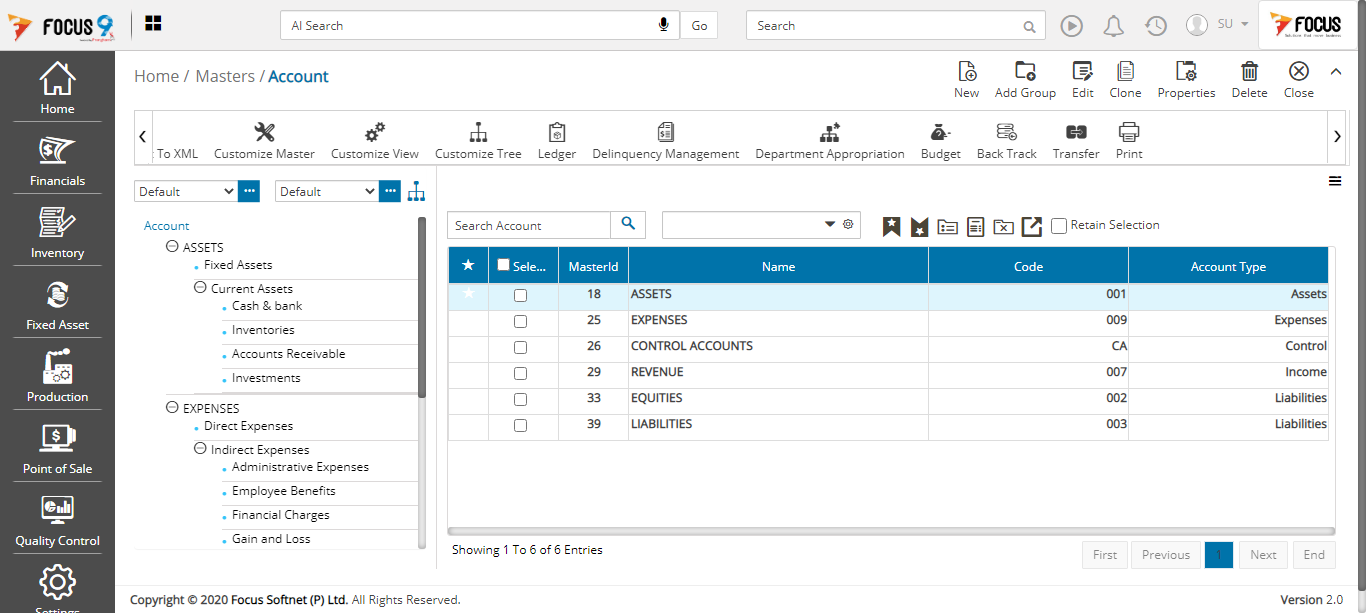 FOCUS 9
AI Search
Go
Search
SU
FOCUS
Home
Financials
Inventory
Fixed Asset
Production
Point of Sale
Quality Control
Settings
Home / Masters / Account
New
Add Group
Edit
Clone
Properties
Delete
Close
To XML
Customize Master
Customize View
Customize Tree
Ledger
Delinquency Management
Department Appropriation
Budget
Back Track
Transfer
Print
Default
Default
Account
ASSETS
Fixed Assets
Current Assets
Cash & bank
Inventories
Accounts Receivable
Investments
EXPENSES
Direct Expenses
Indirect Expenses
Administrative Expenses
Employee Benefits
Financial Charges
Gain and Loss
Search Account
Retain Selection
Sele... MasterId Name Code Account Type
18 ASSETS 001 Assets
25 EXPENSES 009 Expenses
26 CONTROL ACCOUNTS CA Control
29 REVENUE 007 Income
33 EQUITIES 002 Liabilities
39 LIABILITIES 003 Liabilities
Showing 1 To 6 of 6 Entries
First Previous 1 Next End
Copyright © 2020 Focus Softnet (P) Ltd. All Rights Reserved.
Version 2.0